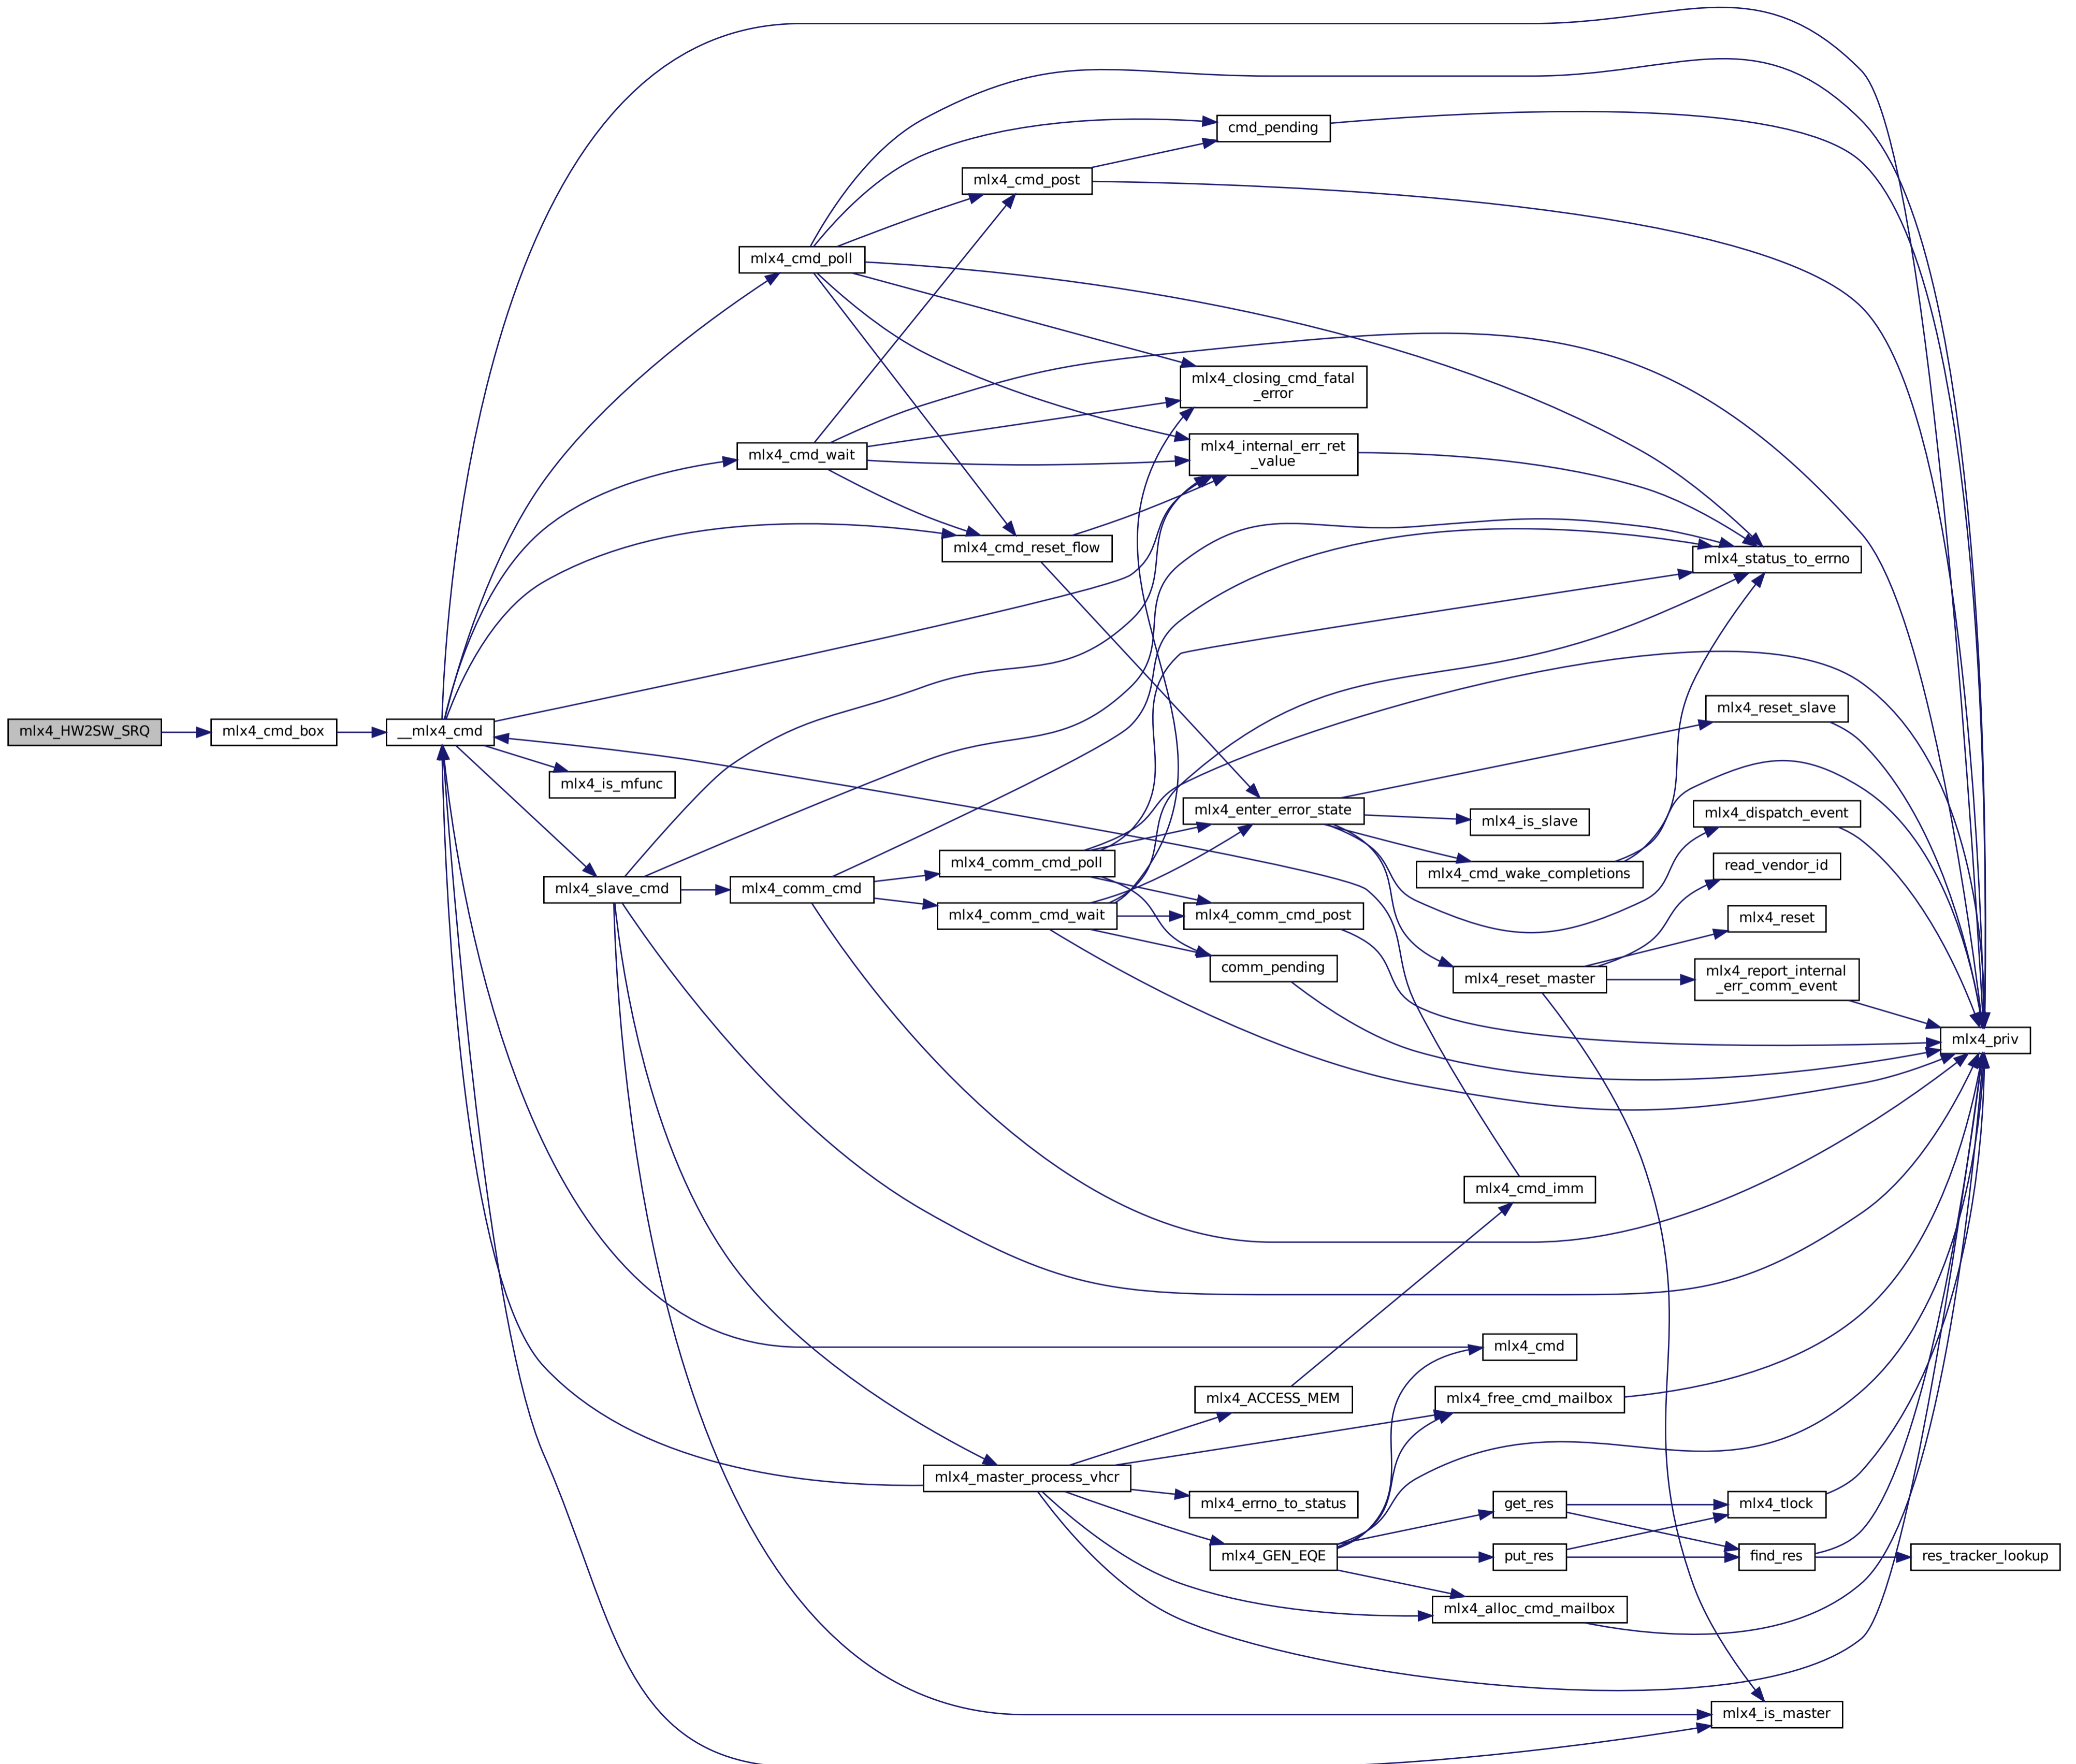 cmd_pending
mlx4_cmd_post
mlx4_cmd_poll
mlx4_closing_cmd_fatal
_error
mlx4_cmd_wait
mlx4_internal_err_ret
_value
mlx4_cmd_reset_flow
mlx4_status_to_errno
mlx4_HW2SW_SRQ
mlx4_cmd_box
__mlx4_cmd
mlx4_reset_slave
mlx4_is_mfunc
mlx4_enter_error_state
mlx4_is_slave
mlx4_dispatch_event
mlx4_slave_cmd
mlx4_comm_cmd
mlx4_comm_cmd_poll
mlx4_cmd_wake_completions
read_vendor_id
mlx4_comm_cmd_wait
mlx4_comm_cmd_post
mlx4_reset
comm_pending
mlx4_reset_master
mlx4_report_internal
_err_comm_event
mlx4_priv
mlx4_cmd_imm
mlx4_cmd
mlx4_ACCESS_MEM
mlx4_free_cmd_mailbox
mlx4_master_process_vhcr
mlx4_errno_to_status
get_res
mlx4_tlock
mlx4_GEN_EQE
put_res
find_res
res_tracker_lookup
mlx4_alloc_cmd_mailbox
mlx4_is_master